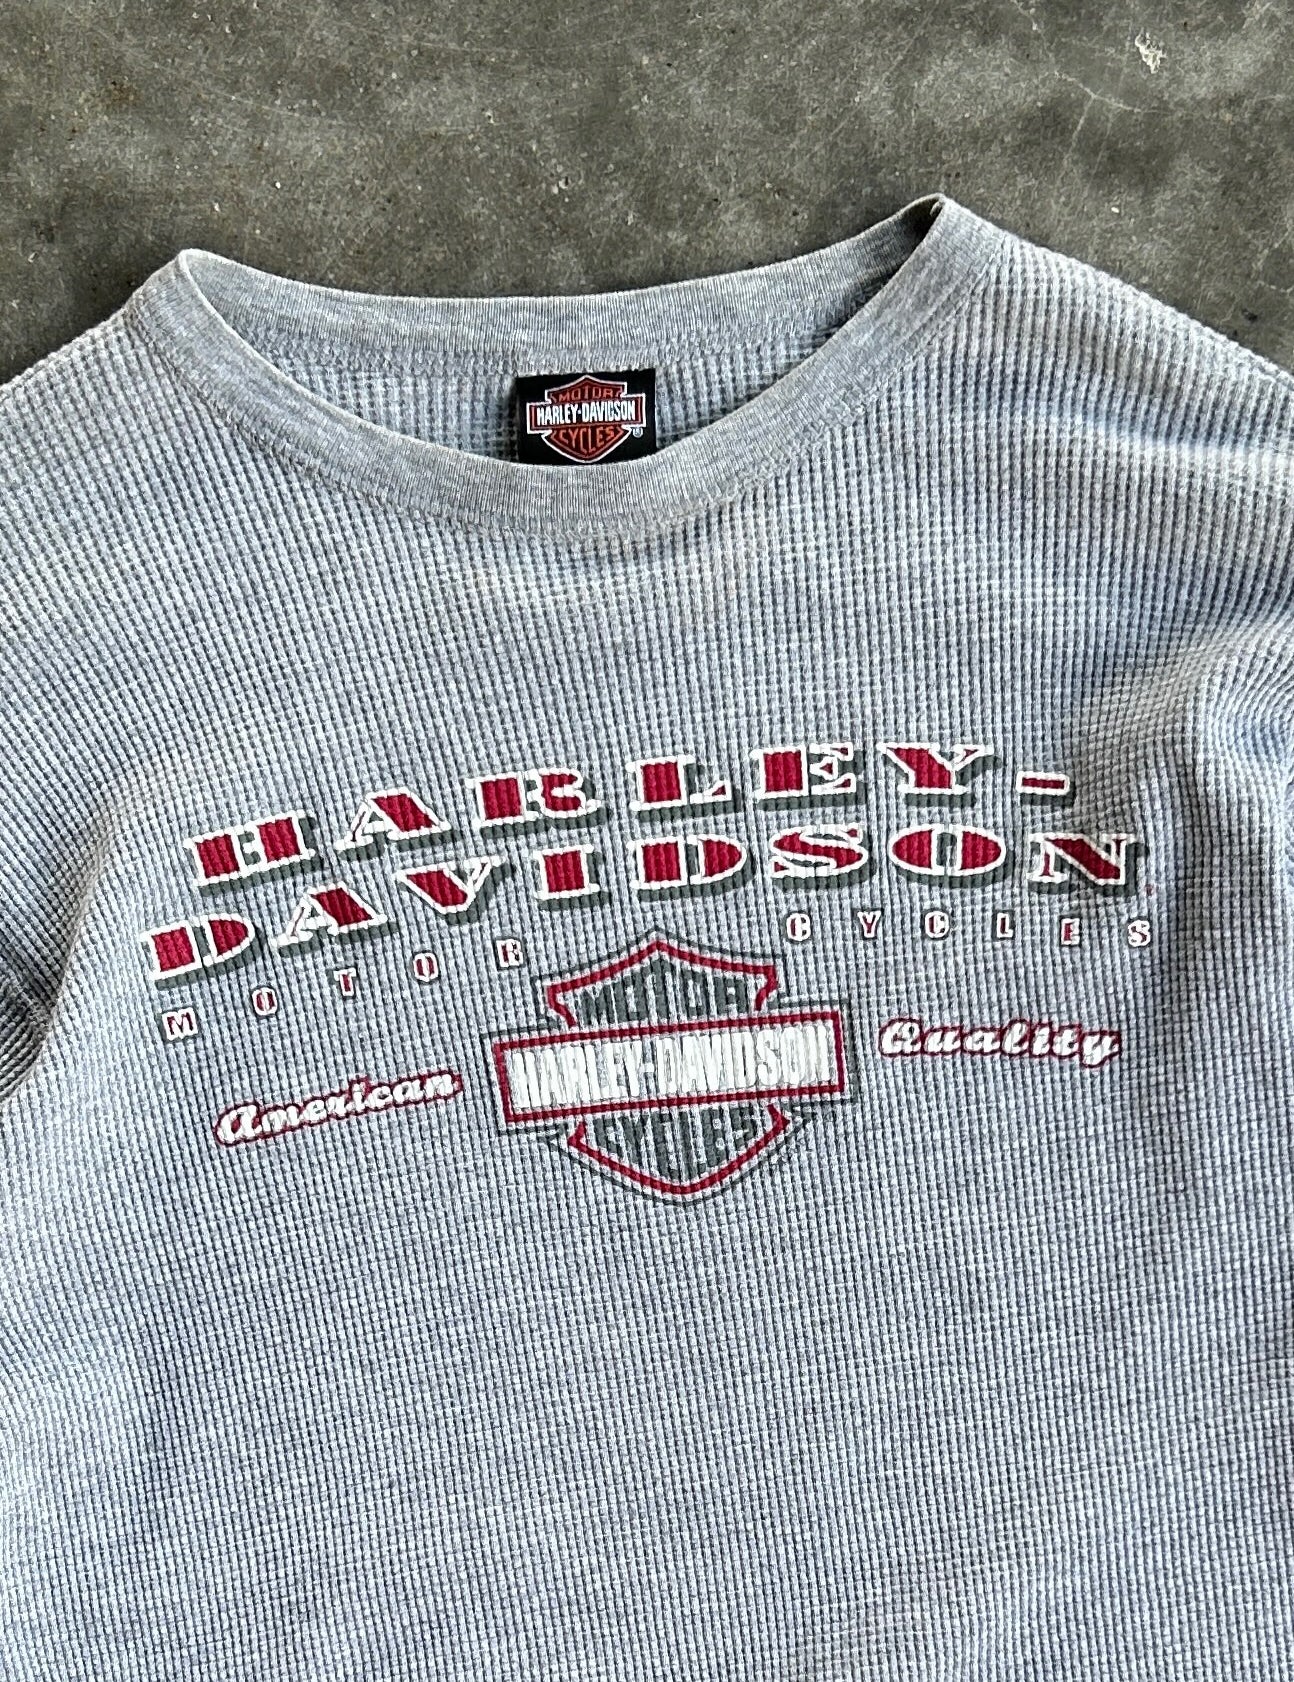 MOTOR
HARLEY-DAVIDSON
CYCLES
®
HARLEY-
DAVIDSON
MOTOR CYCLES
American Quality
MOTOR
HARLEY-DAVIDSON
CYCLES